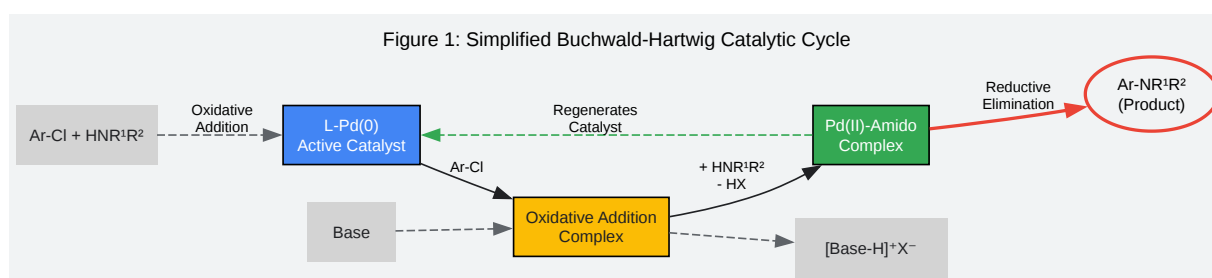 Figure 1: Simplified Buchwald-Hartwig Catalytic Cycle
Ar-Cl + HNR¹R²
Oxidative
Addition
L-Pd(0)
Active Catalyst
Regenerates
Catalyst
Pd(II)-Amido
Complex
Reductive
Elimination
Ar-NR¹R²
(Product)
Ar-Cl
+ HNR¹R²
- HX
Base
Oxidative Addition
Complex
[Base-H]⁺X⁻